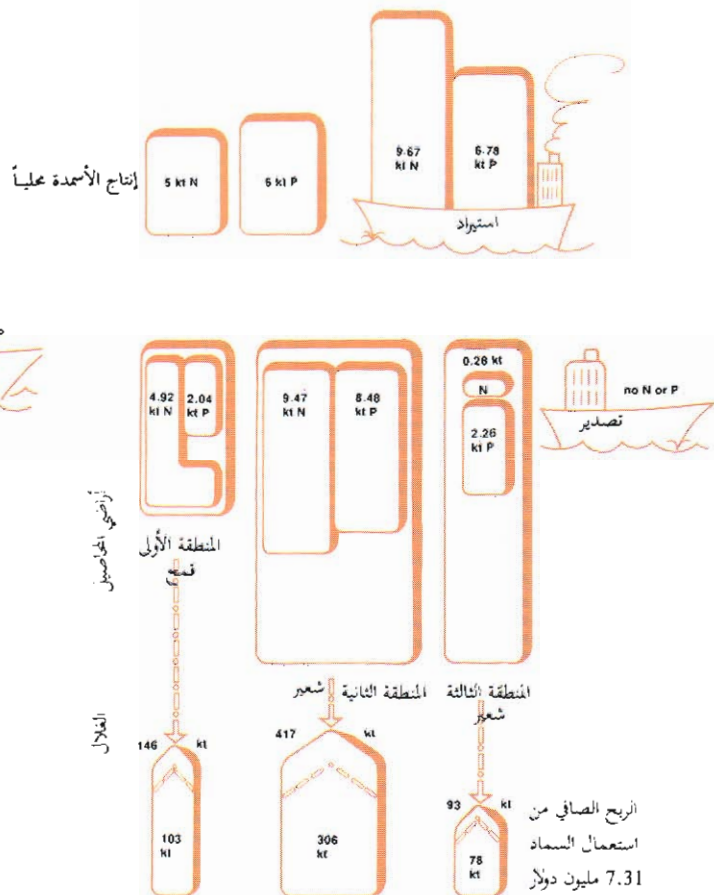 إنتاج الأسمدة محلياً
5 kt N
6 kt P
9.67
kt N
6.78
kt P
استيراد
4.92
kt N
2.04
kt P
9.47
kt N
8.48
kt P
0.28 kt
N
2.26
kt P
no N or P
تصدير
أراضي المحاصيل
المنطقة الأولى
قمح
المنطقة الثانية
شعير
المنطقة الثالثة
شعير
الغلال
146 kt
103
kt
417 kt
306
kt
93 kt
78
kt
الربح الصافي من
استعمال السماد
7.31 مليون دولار